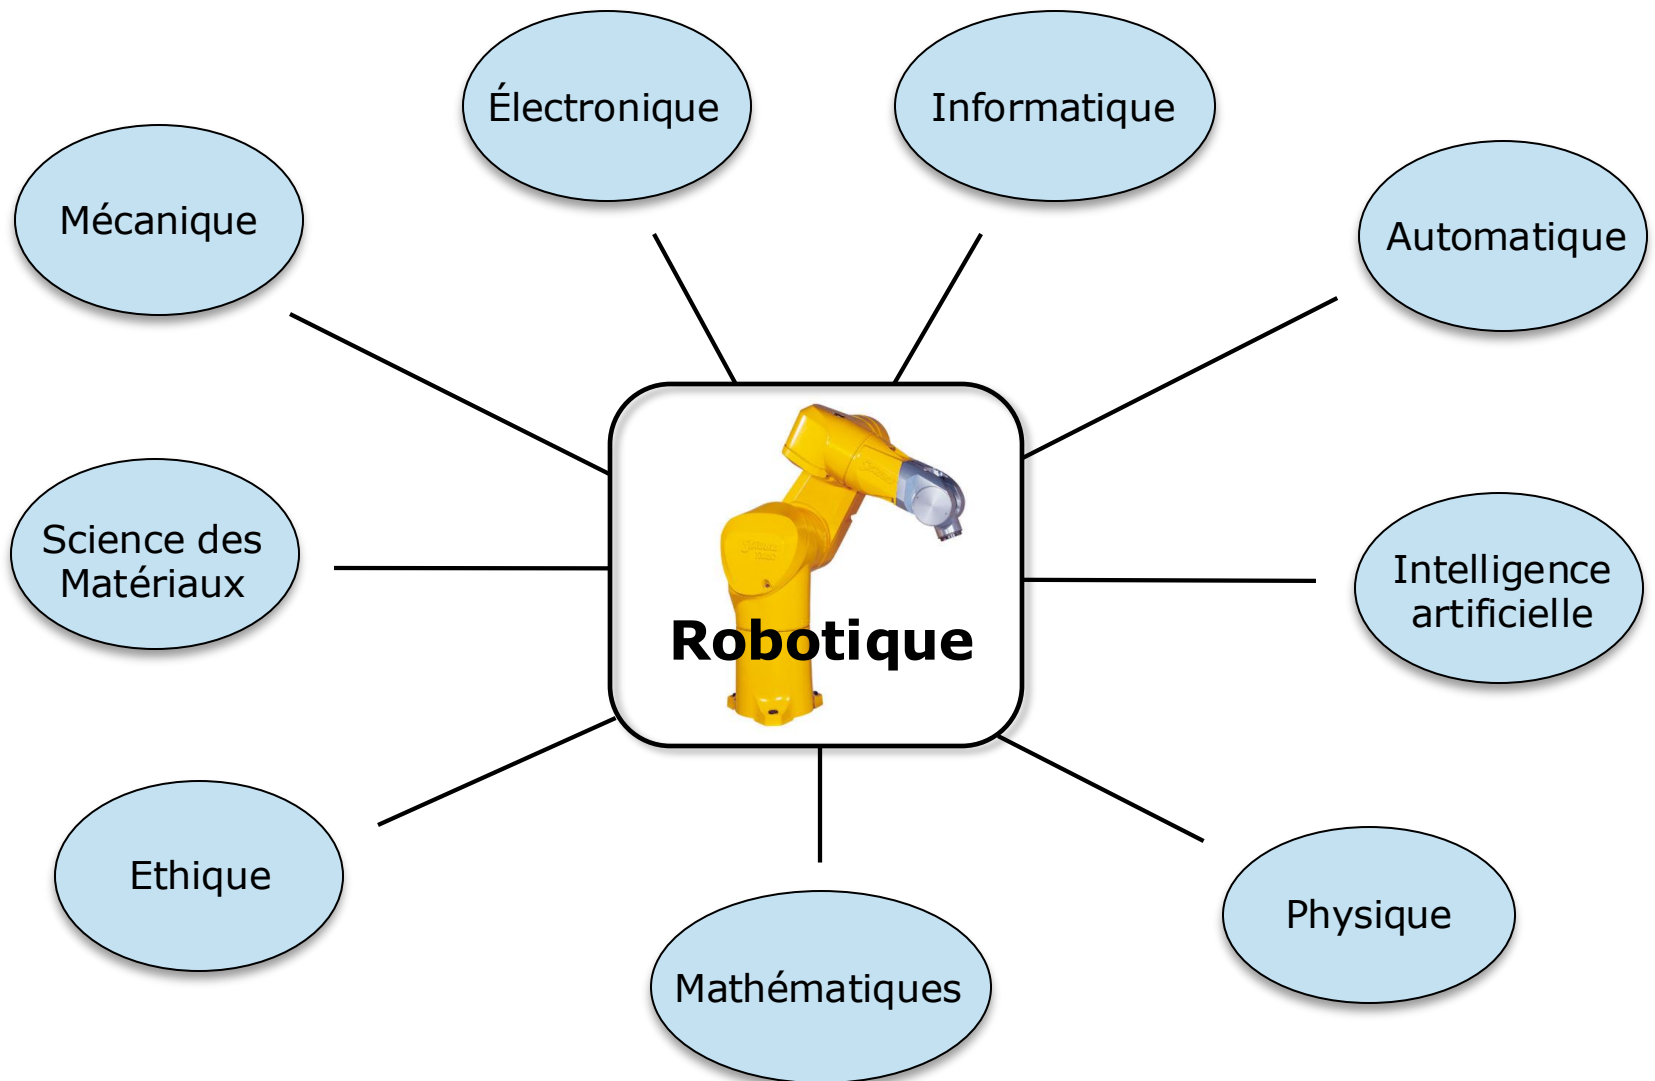 Électronique
Informatique
Mécanique
Automatique
Science des
Matériaux
Intelligence
artificielle
Robotique
Ethique
Physique
Mathématiques